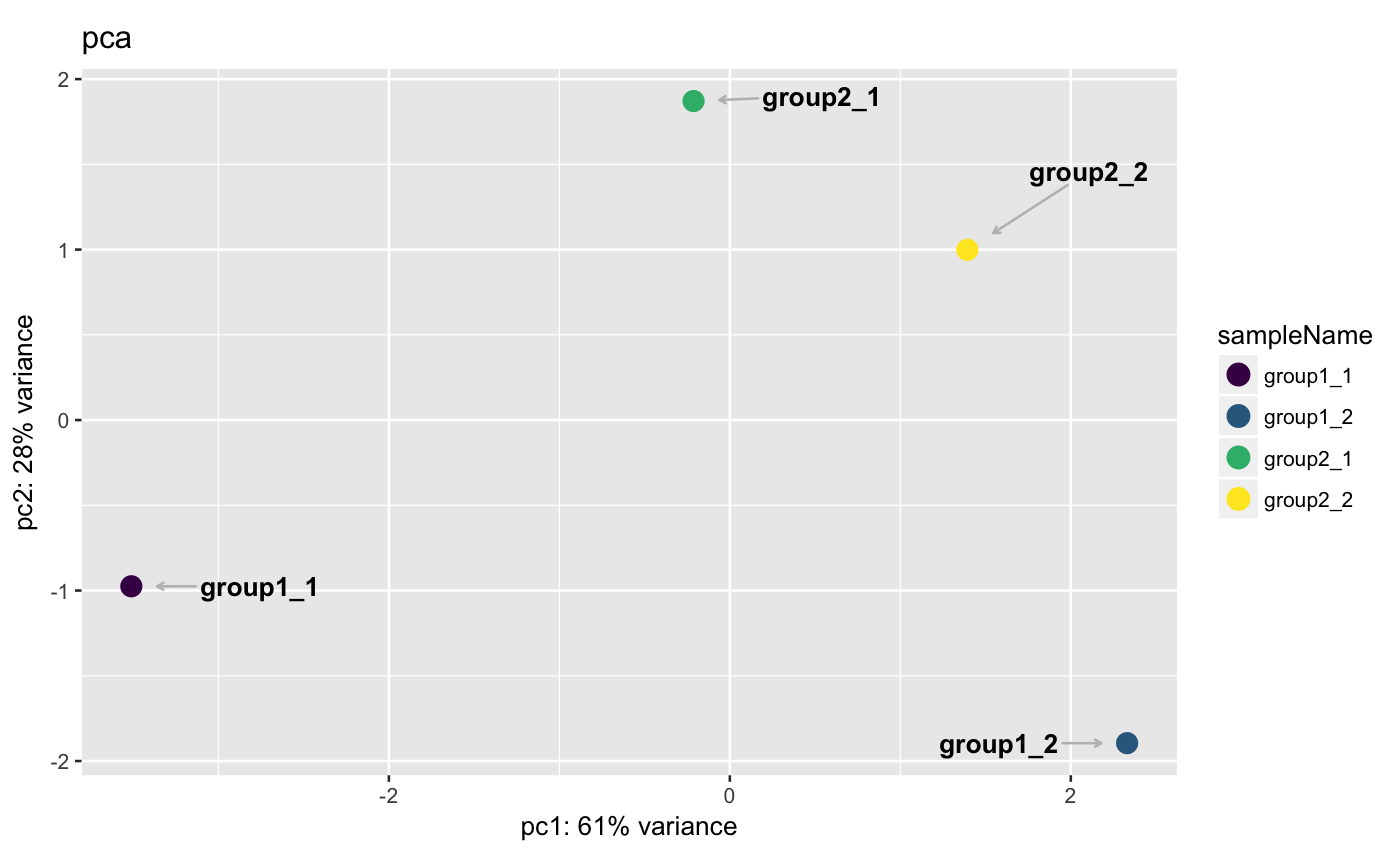 pca
2
1
0
-1
-2
pc2: 28% variance
group2_1
group2_2
group1_1
group1_2
-2
0
2
pc1: 61% variance
sampleName
group1_1
group1_2
group2_1
group2_2